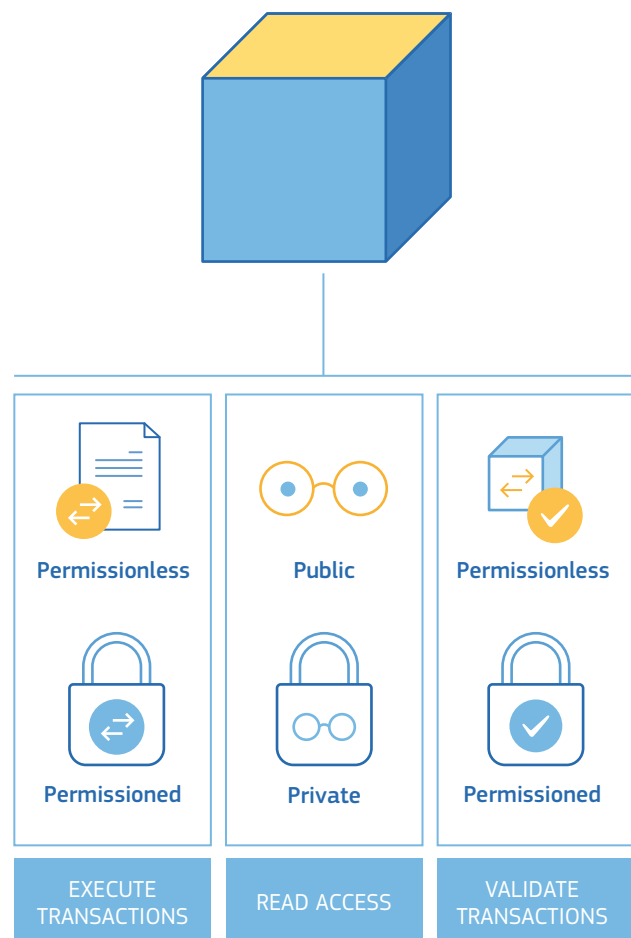 Permissionless
Public
Permissionless
Permissioned
Private
Permissioned
EXECUTE
TRANSACTIONS
READ ACCESS
VALIDATE
TRANSACTIONS